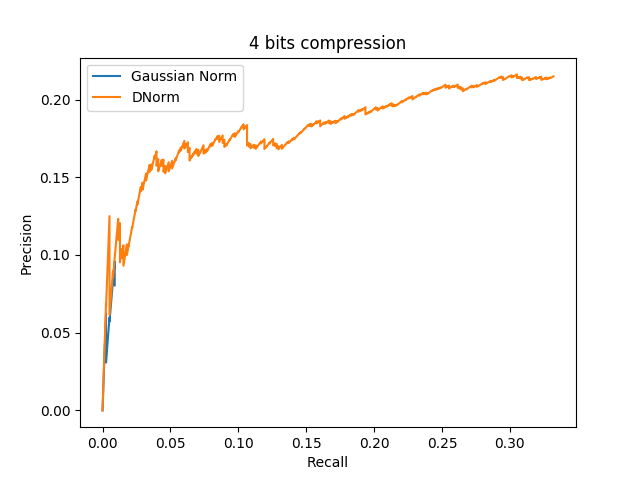 4 bits compression
Gaussian Norm
DNorm
Precision
0.20
0.15
0.10
0.05
0.00
0.00 0.05 0.10 0.15 0.20 0.25 0.30
Recall